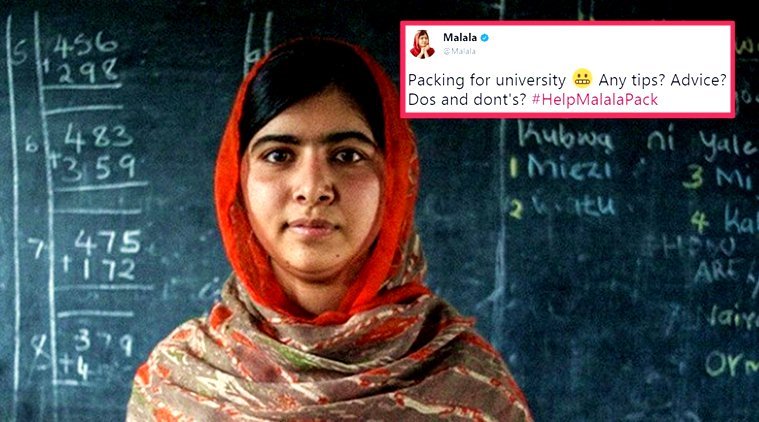 Malala
@Malala
Packing for university 😬 Any tips? Advice?
Dos and dont's? #HelpMalalaPack
5 456
+298
6 483
+359
7 475
+172
8 379
+4
Kubwa ni yale
1 Miezi 3 Mi
2 4 Ka
ARE